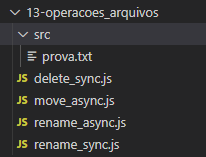 13-operacoes_arquivos
src
prova.txt
JS delete_sync.js
JS move_async.js
JS rename_async.js
JS rename_sync.js